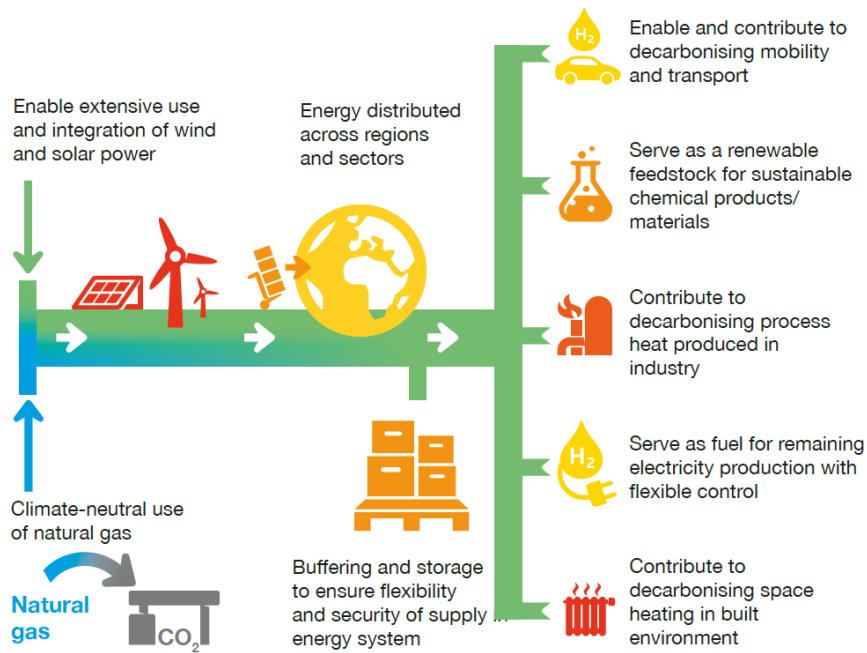 Enable extensive use
and integration of wind
and solar power
Energy distributed
across regions
and sectors
Climate-neutral use
of natural gas
Natural
gas
CO2
Buffering and storage
to ensure flexibility
and security of supply in
energy system
H2
Enable and contribute to
decarbonising mobility
and transport
Serve as a renewable
feedstock for sustainable
chemical products/
materials
Contribute to
decarbonising process
heat produced in
industry
H2
Serve as fuel for remaining
electricity production with
flexible control
Contribute to
decarbonising space
heating in built
environment